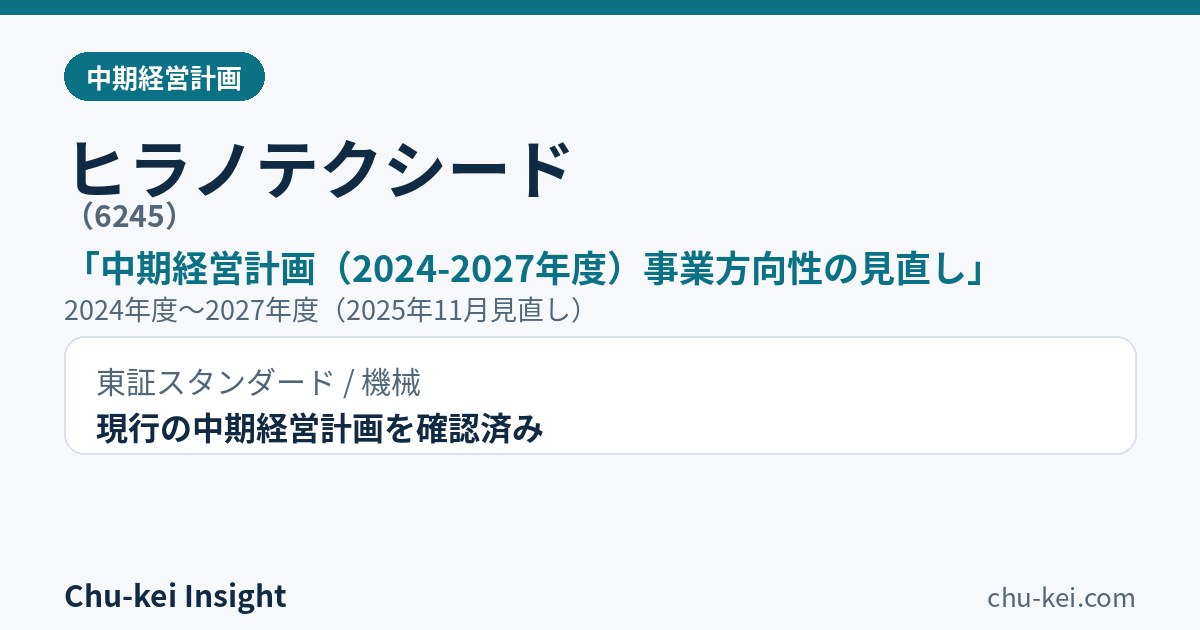 中期経営計画
ヒラノテクシード
（6245）
「中期経営計画（2024-2027年度）事業方向性の見直し」
2024年度～2027年度（2025年11月見直し）
東証スタンダード / 機械
現行の中期経営計画を確認済み
Chu-kei Insight
chu-kei.com